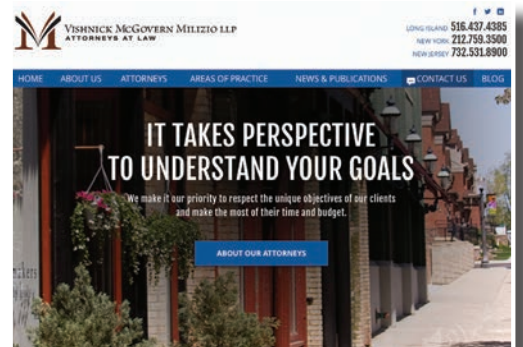 VISHNICK MCGOVERN MILIZIO LLP
ATTORNEYS AT LAW
LONG ISLAND 516.437.4385
NEW YORK 212.759.3500
NEW JERSEY 732.531.8900
HOME ABOUT US ATTORNEYS AREAS OF PRACTICE NEWS & PUBLICATIONS CONTACT US BLOG
IT TAKES PERSPECTIVE
TO UNDERSTAND YOUR GOALS
We make it our priority to respect the unique objectives of our clients
and make the most of their time and budget.
ABOUT OUR ATTORNEYS